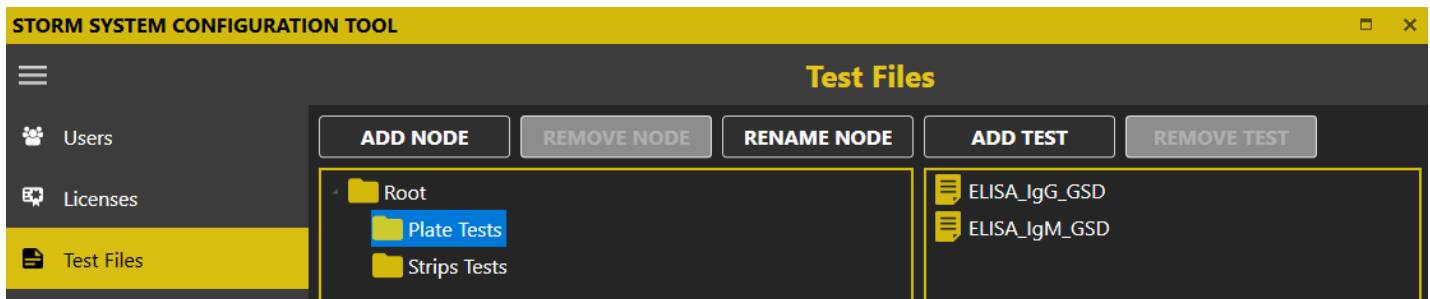 STORM SYSTEM CONFIGURATION TOOL
Test Files
Users
Licenses
Test Files
ADD NODE
REMOVE NODE
RENAME NODE
ADD TEST
REMOVE TEST
Root
Plate Tests
Strips Tests
ELISA_IgG_GSD
ELISA_IgM_GSD